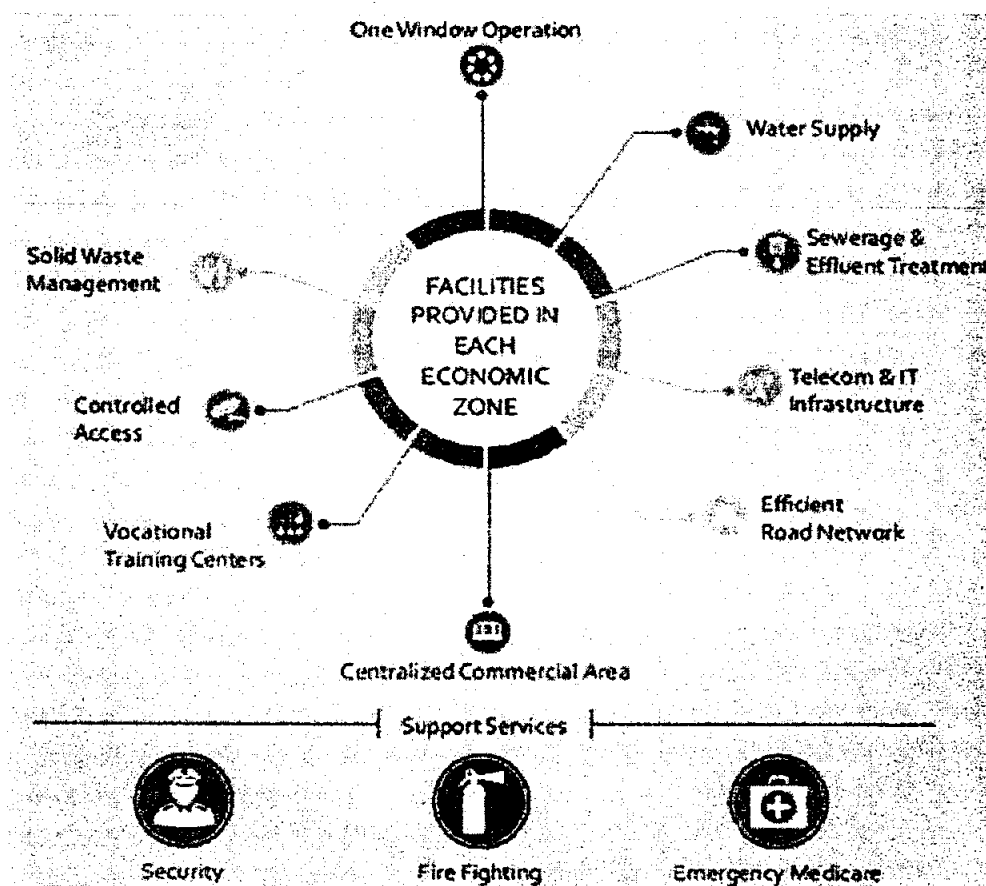 One Window Operation
Water Supply
Sewerage &
Effluent Treatment
Telecom & IT
Infrastructure
Efficient
Road Network
Centralized Commercial Area
Vocational
Training Centers
Controlled
Access
Solid Waste
Management
FACILITIES
PROVIDED IN
EACH
ECONOMIC
ZONE
Support Services
Security
Fire Fighting
Emergency Medicare